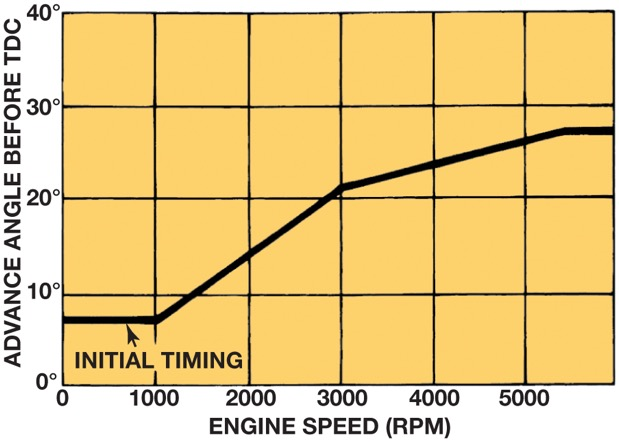 ADVANCE ANGLE BEFORE TDC
40°
30°
20°
10°
0°
INITIAL TIMING
0 1000 2000 3000 4000 5000
ENGINE SPEED (RPM)